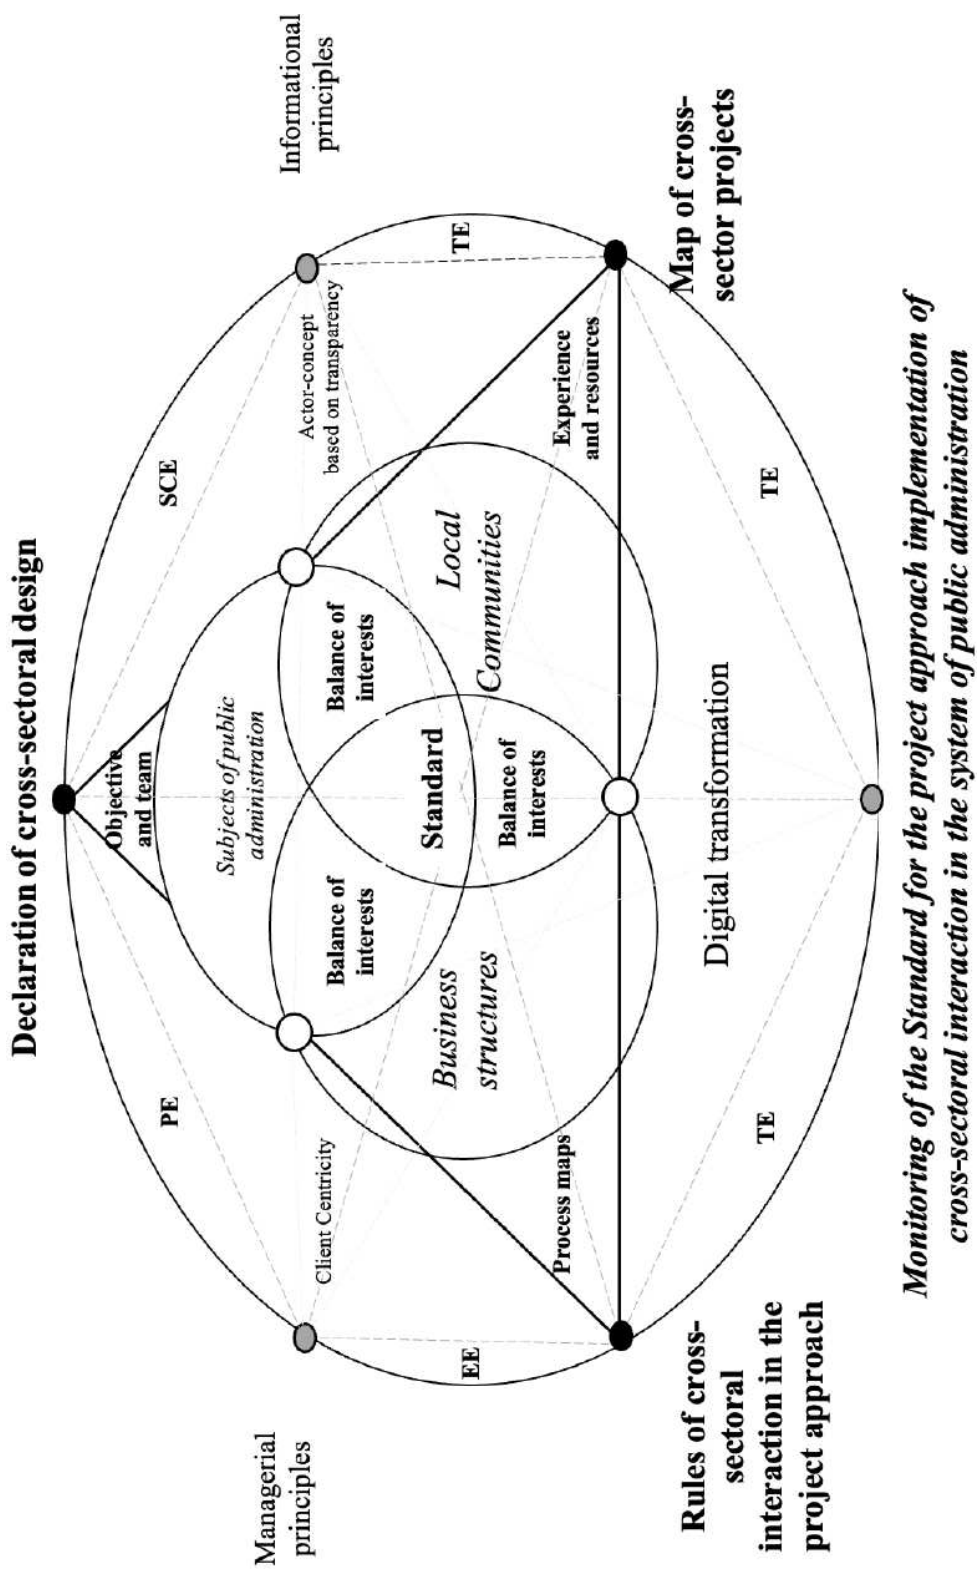 Declaration of cross-sectoral design
Informational
principles
Managerial
principles
SCE
PE
Objective
and team
Actor-concept
based on transparency
Subjects of public
administration
Client Centricity
Balance of
interests
Balance of
interests
TE
EE
Local
Communities
Business
structures
Standard
Balance of
interests
Experience
and resources
Process maps
Map of cross-
sector projects
Rules of cross-
sectoral
interaction in the
project approach
Digital transformation
TE
TE
Monitoring of the Standard for the project approach implementation of
cross-sectoral interaction in the system of public administration